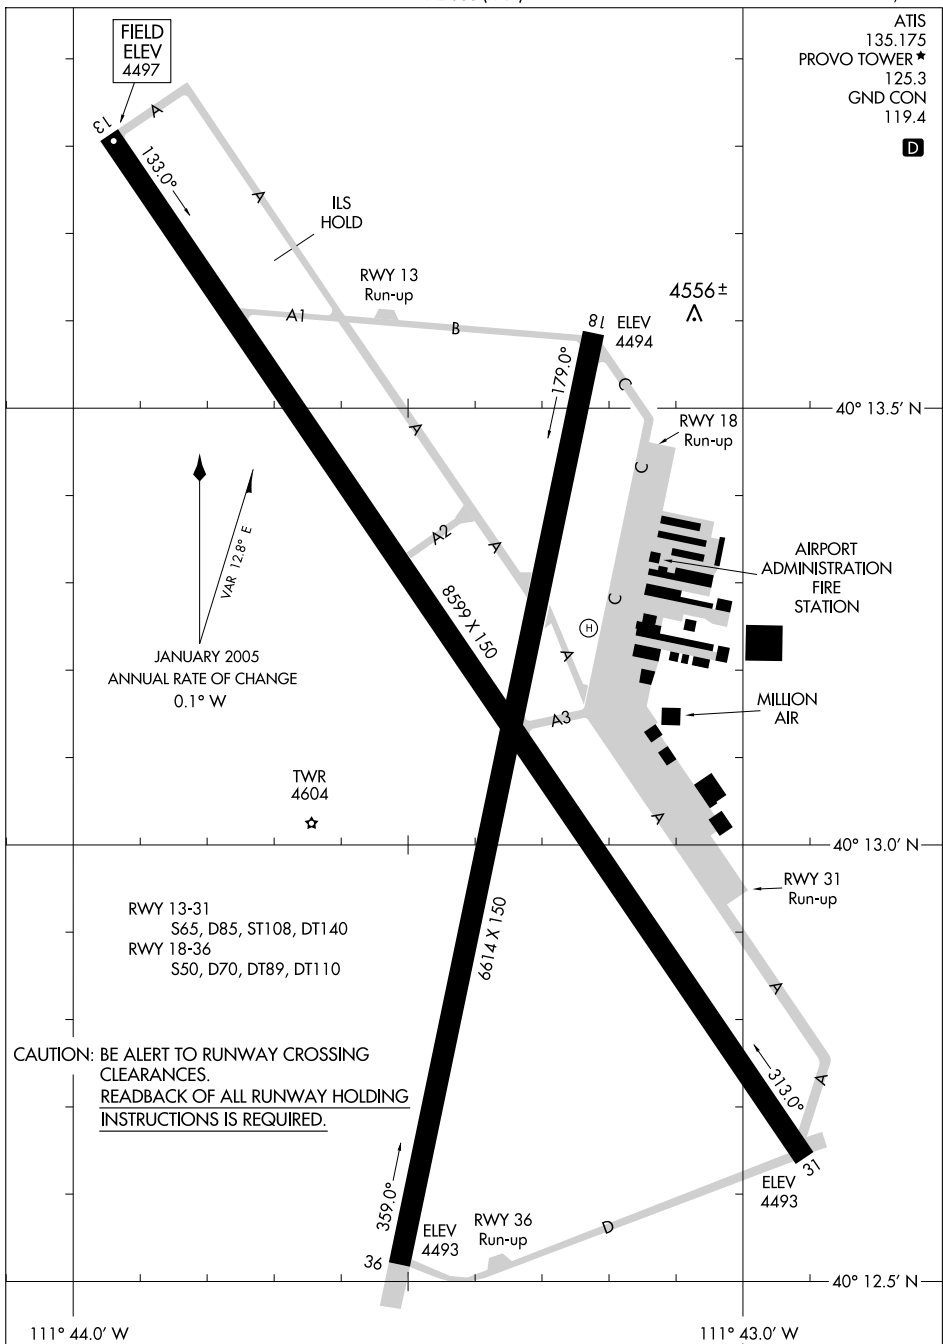 ATIS
135.175
PROVO TOWER★
125.3
GND CON
119.4
D
FIELD
ELEV
4497
13
A
133.0°
A
ILS
HOLD
RWY 13
Run-up
4556±
A1
B
18
ELEV
4494
179.0°
C
40° 13.5' N
A
RWY 18
Run-up
C
VAR 12.8° E
A2
A
AIRPORT
ADMINISTRATION
FIRE
STATION
8599 X 150
C
H
JANUARY 2005
ANNUAL RATE OF CHANGE
0.1° W
A
A3
MILLION
AIR
TWR
4604
A
40° 13.0' N
RWY 31
Run-up
RWY 13-31
S65, D85, ST108, DT140
RWY 18-36
S50, D70, DT89, DT110
6614 X 150
A
CAUTION: BE ALERT TO RUNWAY CROSSING
CLEARANCES.
READBACK OF ALL RUNWAY HOLDING
INSTRUCTIONS IS REQUIRED.
313.0°
A
31
ELEV
4493
359.0°
36
ELEV
4493
RWY 36
Run-up
D
40° 12.5' N
111° 44.0' W
111° 43.0' W